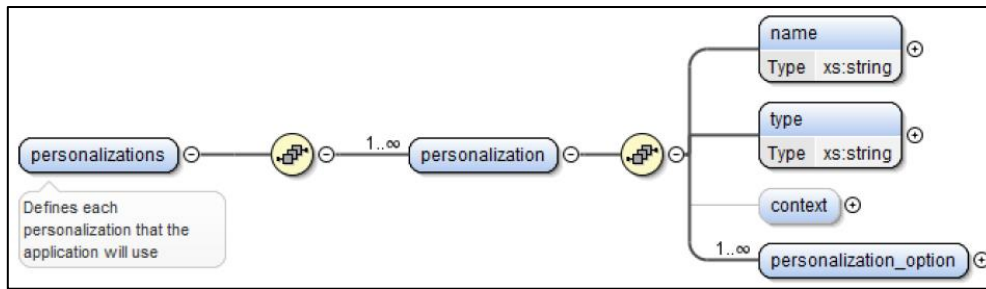 name
Type xs:string
type
Type xs:string
personalizations
1..∞
personalization
context
1..∞
personalization_option
Defines each
personalization that the
application will use